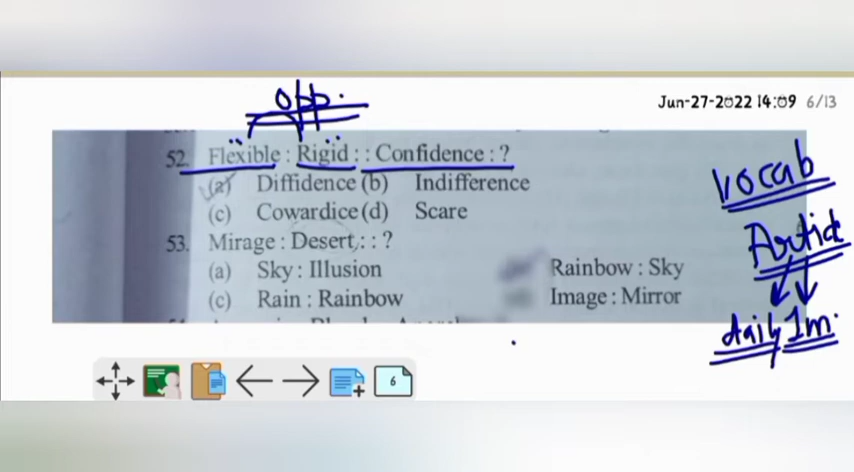 opp.
Jun-27-2022 14:09 6/13
52. Flexible : Rigid : : Confidence : ?
(a) Diffidence (b) Indifference
(c) Cowardice (d) Scare
53. Mirage : Desert : : ?
(a) Sky : Illusion Rainbow : Sky
(c) Rain : Rainbow Image : Mirror
vocab
daily 1m.
6